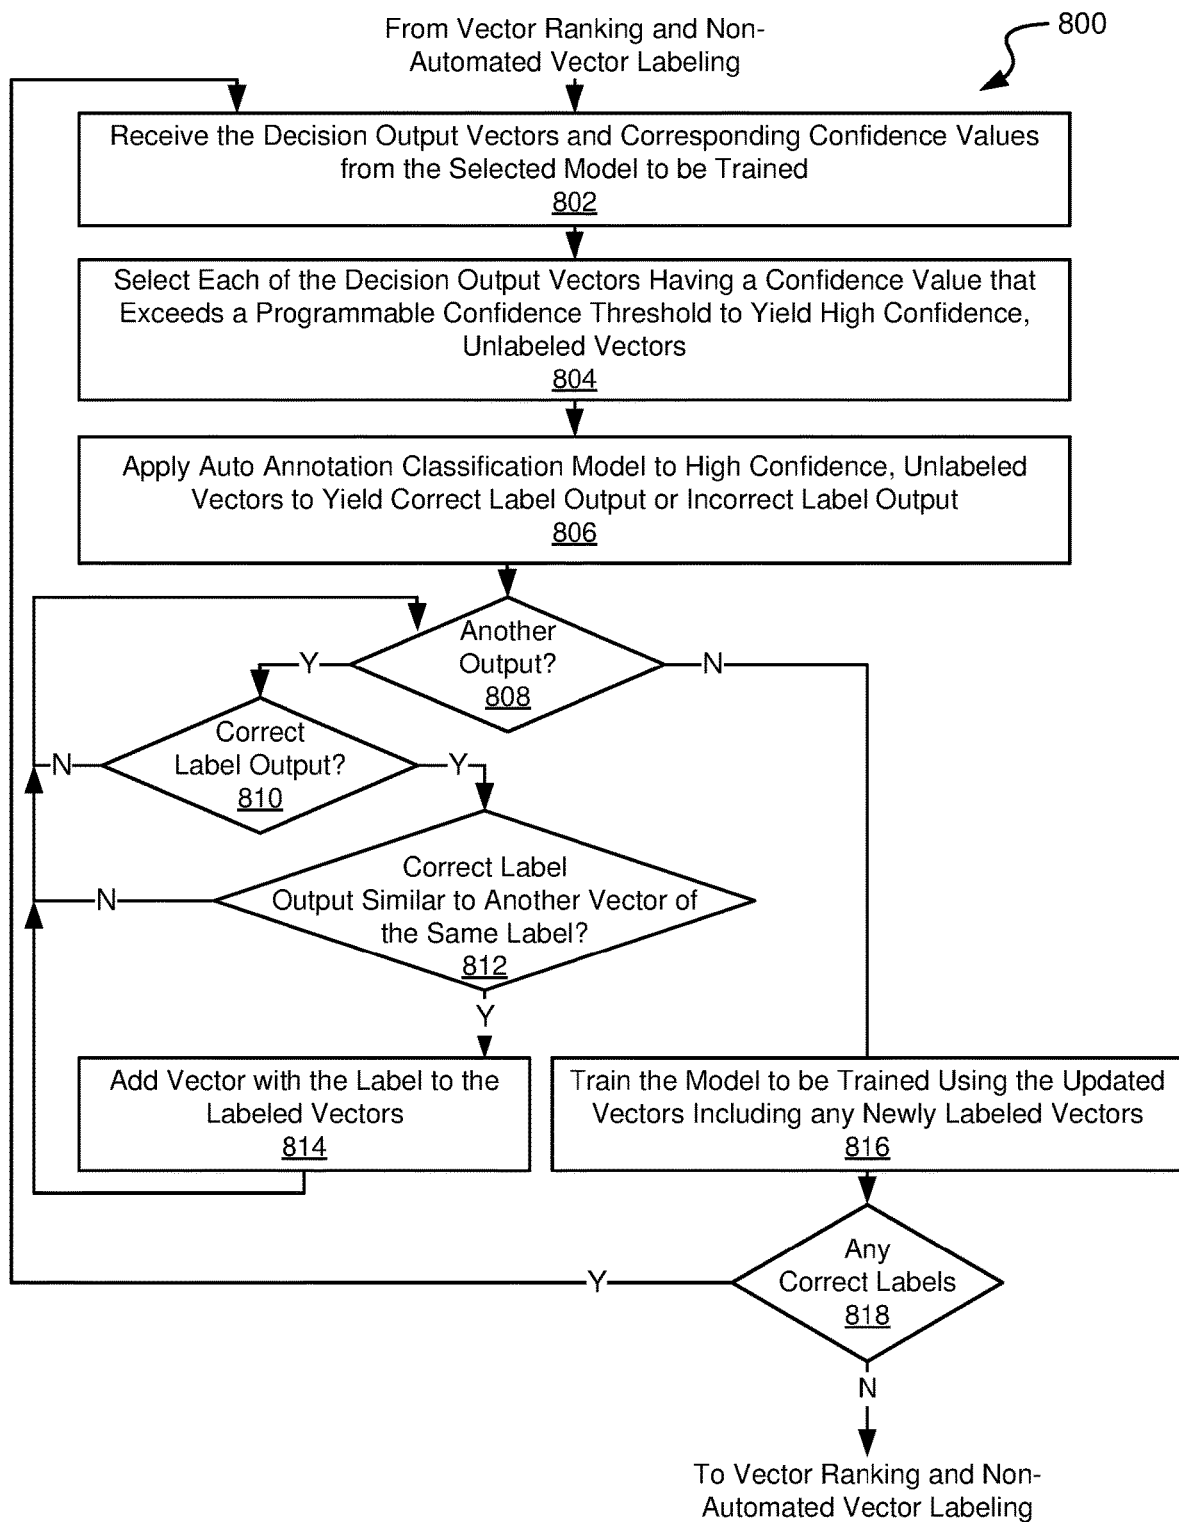 From Vector Ranking and Non-
Automated Vector Labeling
800
Receive the Decision Output Vectors and Corresponding Confidence Values
from the Selected Model to be Trained
802
Select Each of the Decision Output Vectors Having a Confidence Value that
Exceeds a Programmable Confidence Threshold to Yield High Confidence,
Unlabeled Vectors
804
Apply Auto Annotation Classification Model to High Confidence, Unlabeled
Vectors to Yield Correct Label Output or Incorrect Label Output
806
Another
Output?
808
Y
N
Correct
Label Output?
810
N
Y
Correct Label
Output Similar to Another Vector of
the Same Label?
812
N
Y
Add Vector with the Label to the
Labeled Vectors
814
Train the Model to be Trained Using the Updated
Vectors Including any Newly Labeled Vectors
816
Any
Correct Labels
818
Y
N
To Vector Ranking and Non-
Automated Vector Labeling